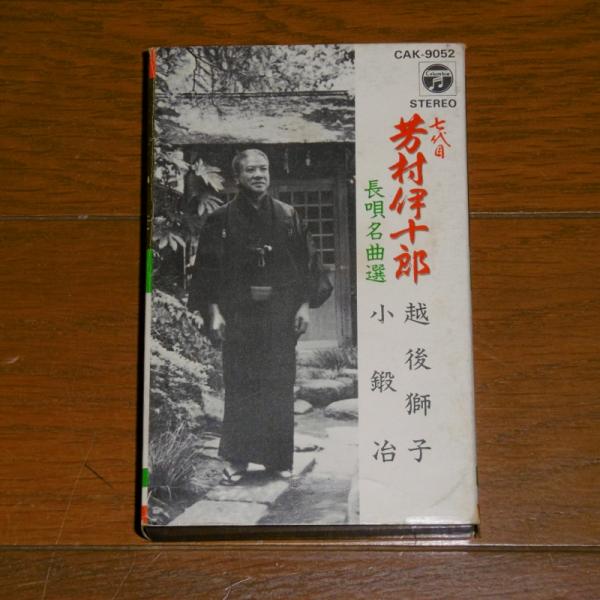 CAK-9052
Columbia
STEREO
七代目
芳村伊十郎
長唄名曲選
越後獅子
小鍛冶